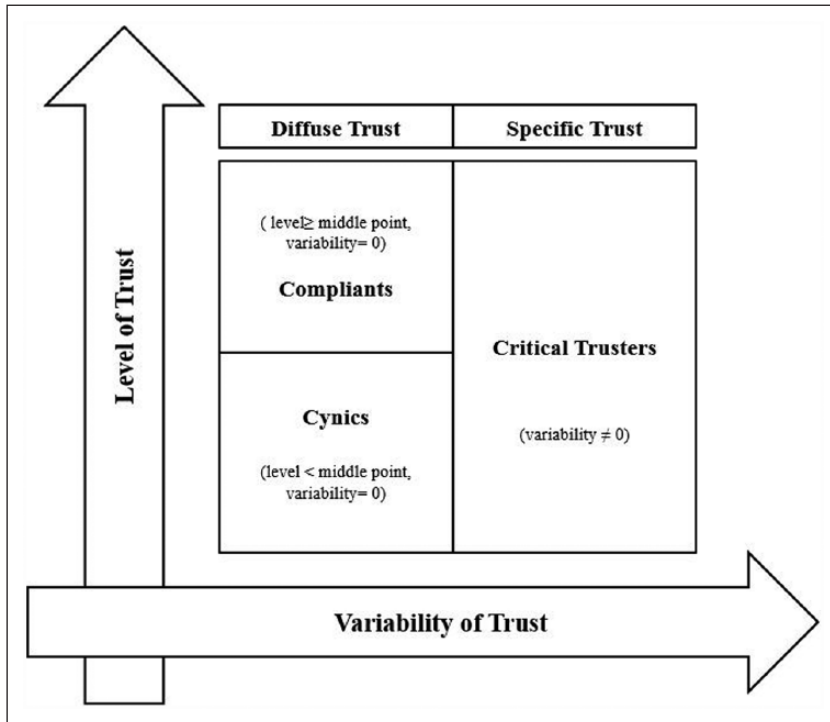 Level of Trust
Diffuse Trust
Specific Trust
( level≥ middle point,
variability= 0)
Compliants
Cynics
(level < middle point,
variability= 0)
Critical Trusters
(variability ≠ 0)
Variability of Trust